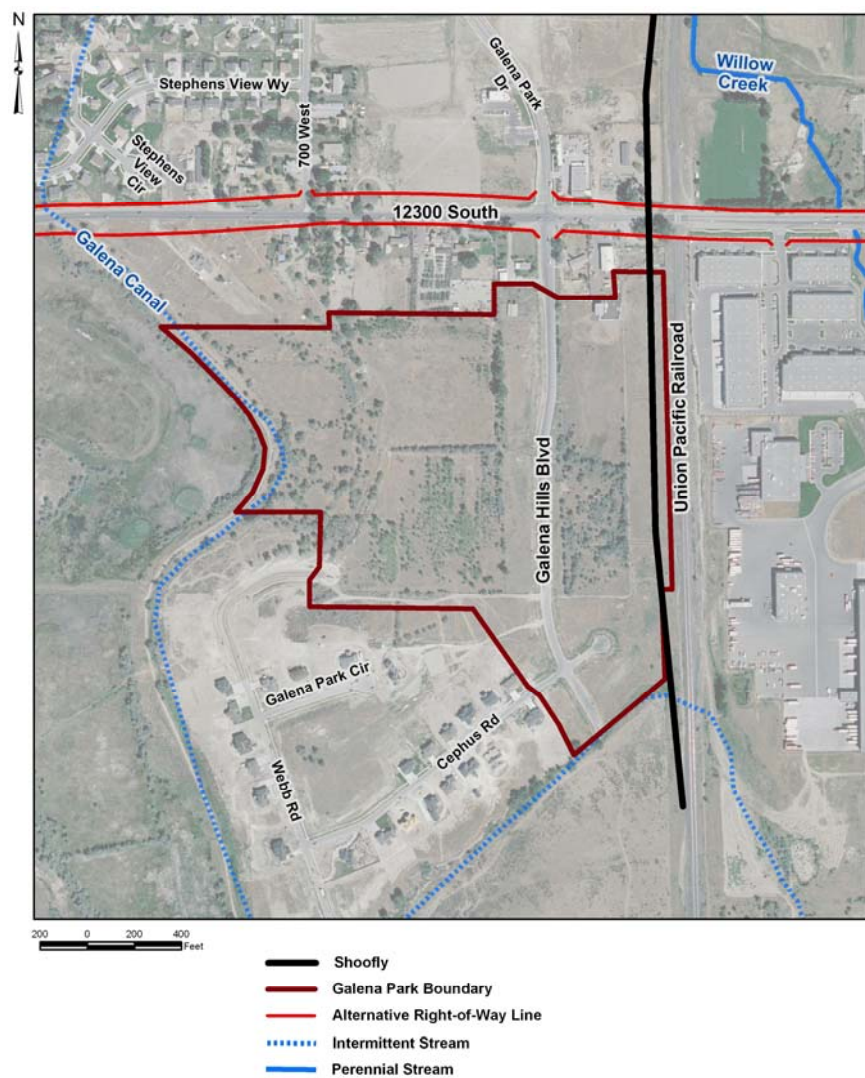 N
Galena Park
Dr
Willow
Creek
Stephens View Wy
700 West
Stephens
View
Cir
12300 South
Galena Canal
Union Pacific Railroad
Galena Hills Blvd
Galena Park Cir
Cephus Rd
Webb Rd
200 0 200 400
Feet
Shoofly
Galena Park Boundary
Alternative Right-of-Way Line
Intermittent Stream
Perennial Stream